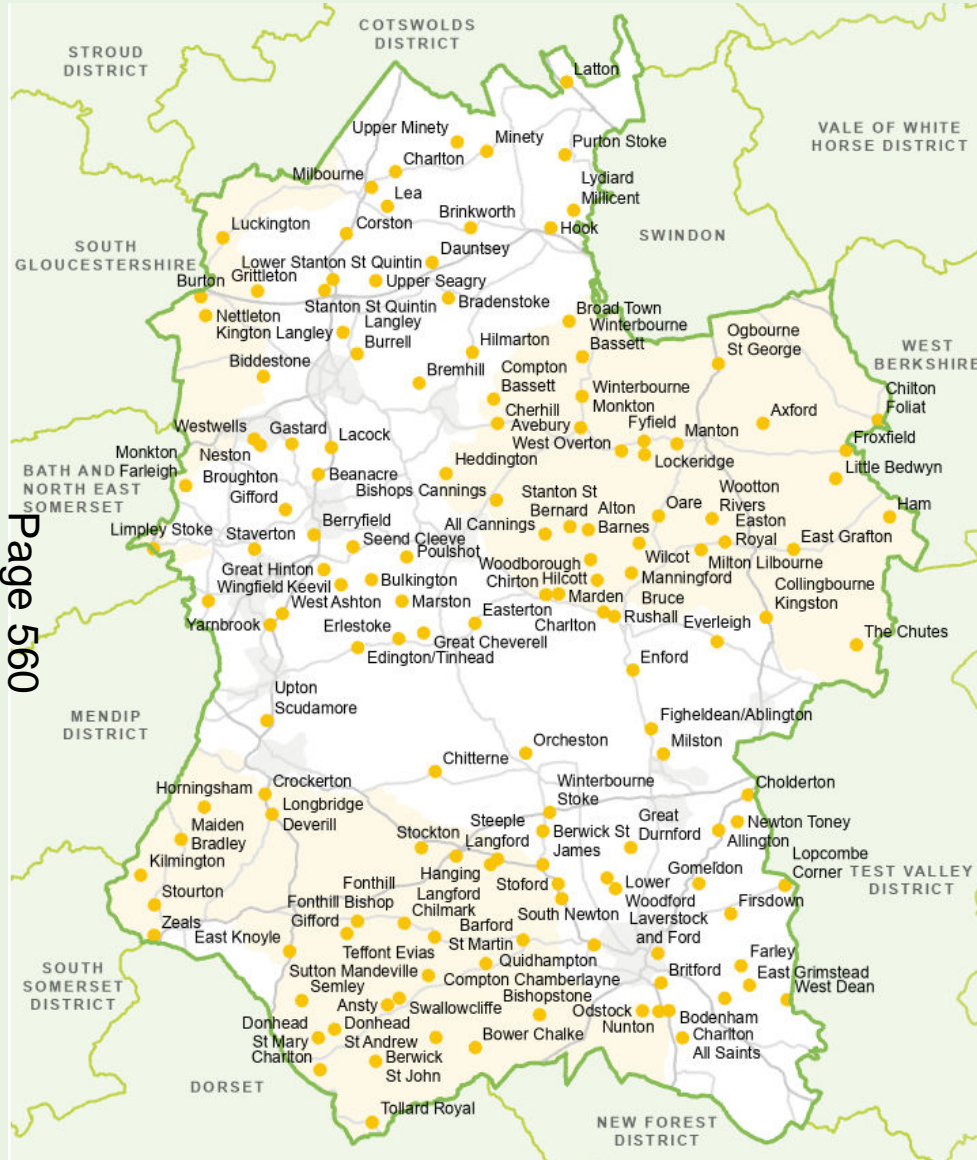 COTSWOLDS
DISTRICT
STROUD
DISTRICT
Latton
VALE OF WHITE
HORSE DISTRICT
Upper Minety
Minety
Purton Stoke
Charlton
Milbourne
Lea
Lydiard
Millicent
Luckington
Corston
Brinkworth
Hook
SWINDON
SOUTH
GLOUCESTERSHIRE
Dauntsey
Lower Stanton St Quintin
Burton
Grittleton
Upper Seagry
Stanton St Quintin
Bradenstoke
Nettleton
Kington Langley
Langley
Burrell
Broad Town
Winterbourne
Bassett
Ogbourne
St George
WEST
BERKSHIRE
Biddestone
Hilmarton
Bremhill
Compton
Bassett
Winterbourne
Monkton
Chilton
Foliat
Axford
Cherhill
Avebury
Fyfield
Westwells
Gastard
Lacock
West Overton
Manton
Froxfield
Neston
Lockeridge
Monkton
Farleigh
BATH AND
NORTH EAST
SOMERSET
Broughton
Gifford
Beanacre
Heddington
Bishops Cannings
Little Bedwyn
Stanton St
Bernard
Alton
Barnes
Oare
Wootton
Rivers
Ham
Limpley Stoke
Staverton
Berryfield
Seend Cleeve
All Cannings
Easton
Royal
East Grafton
Poulshot
Woodborough
Wilcot
Milton Lilbourne
Great Hinton
Wingfield
Keevil
Bulkington
Chirton
Hilcott
Manningford
Bruce
Collingbourne
Kingston
West Ashton
Marston
Marden
Yarnbrook
Erlestoke
Easterton
Charlton
Rushall
Everleigh
The Chutes
Great Cheverell
Edington/Tinhead
Enford
Page 560
Upton
Scudamore
MENDIP
DISTRICT
Figheldean/Ablington
Orcheston
Milston
Chitterne
Horningsham
Crockerton
Winterbourne
Stoke
Cholderton
Maiden
Bradley
Longbridge
Deverill
Stockton
Steeple
Langford
Berwick St
James
Great
Durnford
Newton Toney
Allington
Kilmington
Hanging
Langford
Gomeldon
Lopcombe
Corner
TEST VALLEY
DISTRICT
Stourton
Fonthill
Fonthill Bishop
Gifford
Chilmark
Stoford
Lower
Woodford
Firsdown
Zeals
South Newton
Laverstock
and Ford
East Knoyle
Teffont Evias
Barford
St Martin
SOUTH
SOMERSET
DISTRICT
Quidhampton
Farley
Sutton Mandeville
Semley
Compton Chamberlayne
Britford
East Grimstead
West Dean
Ansty
Swallowcliffe
Bishopstone
Odstock
Nunton
Bodenham
Donhead
St Mary
Charlton
Donhead
St Andrew
Bower Chalke
Charlton
All Saints
Berwick
St John
DORSET
Tollard Royal
NEW FOREST
DISTRICT